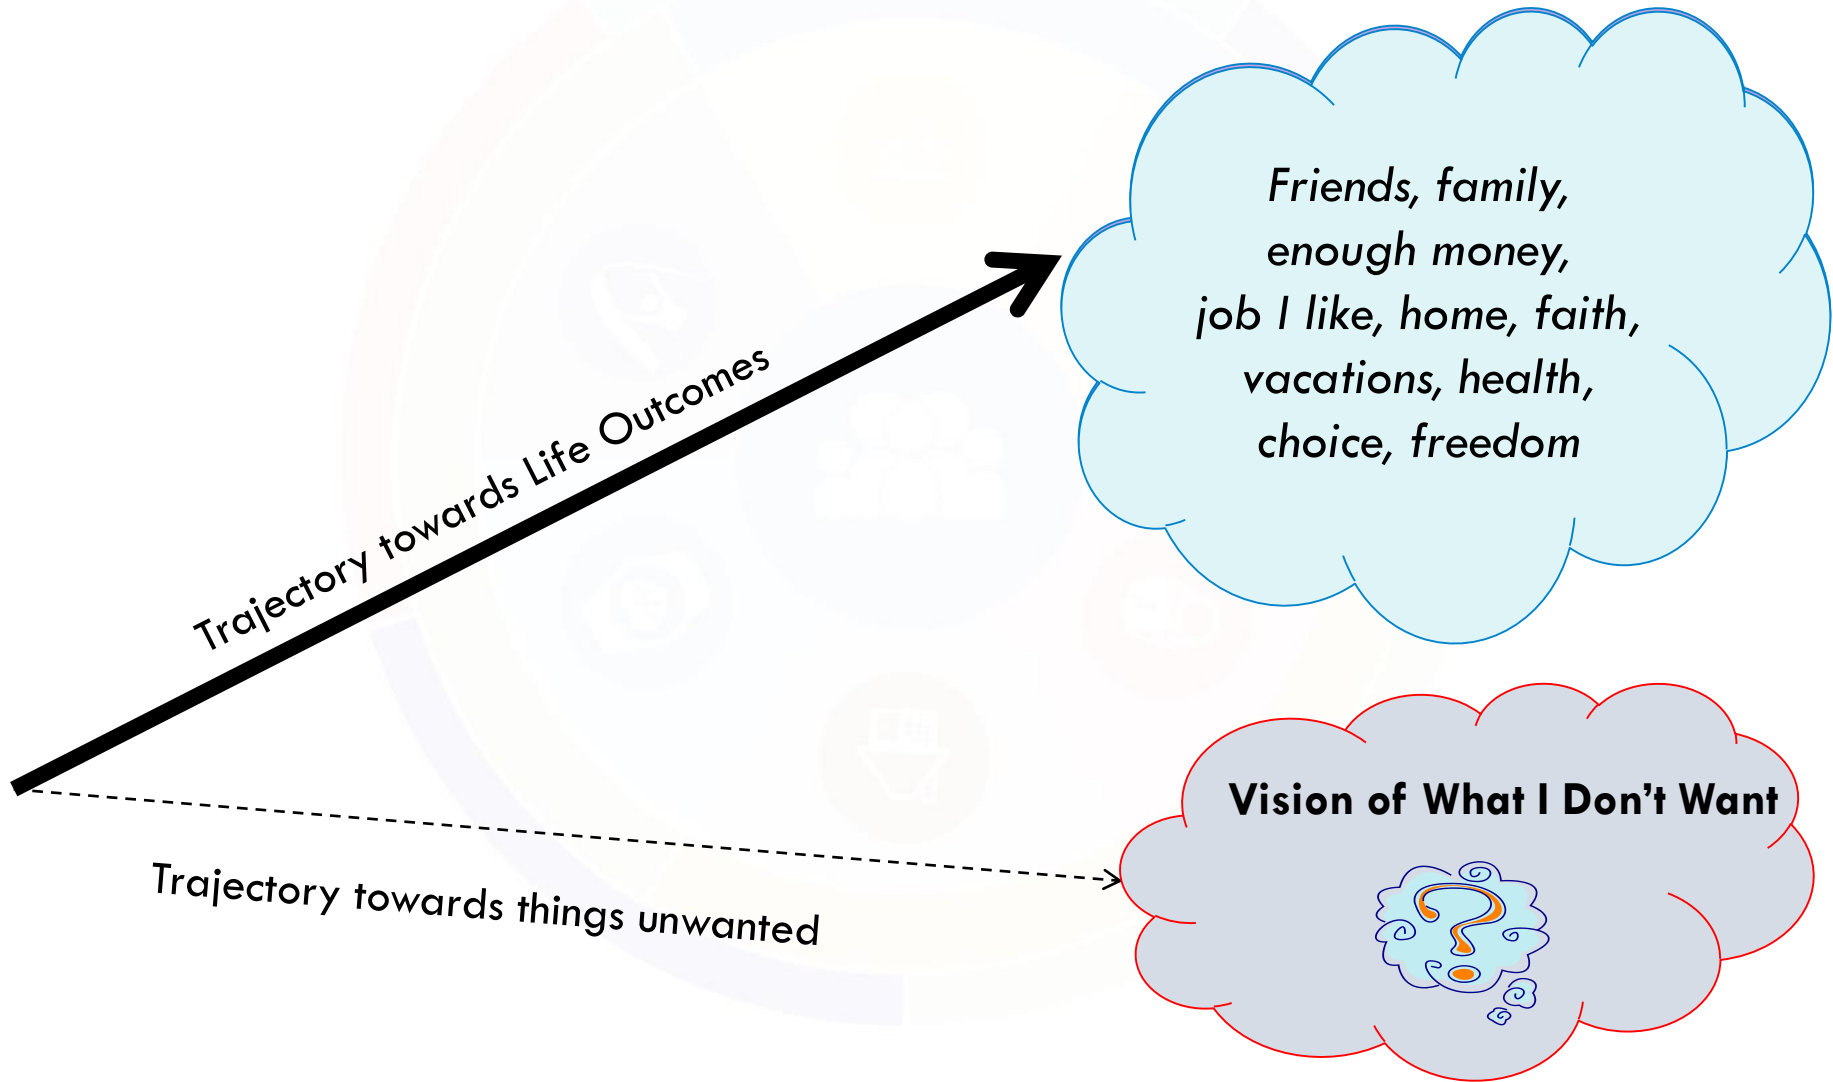 Friends, family,
enough money,
job I like, home, faith,
vacations, health,
choice, freedom
Trajectory towards Life Outcomes
Vision of What I Don’t Want
?
Trajectory towards things unwanted